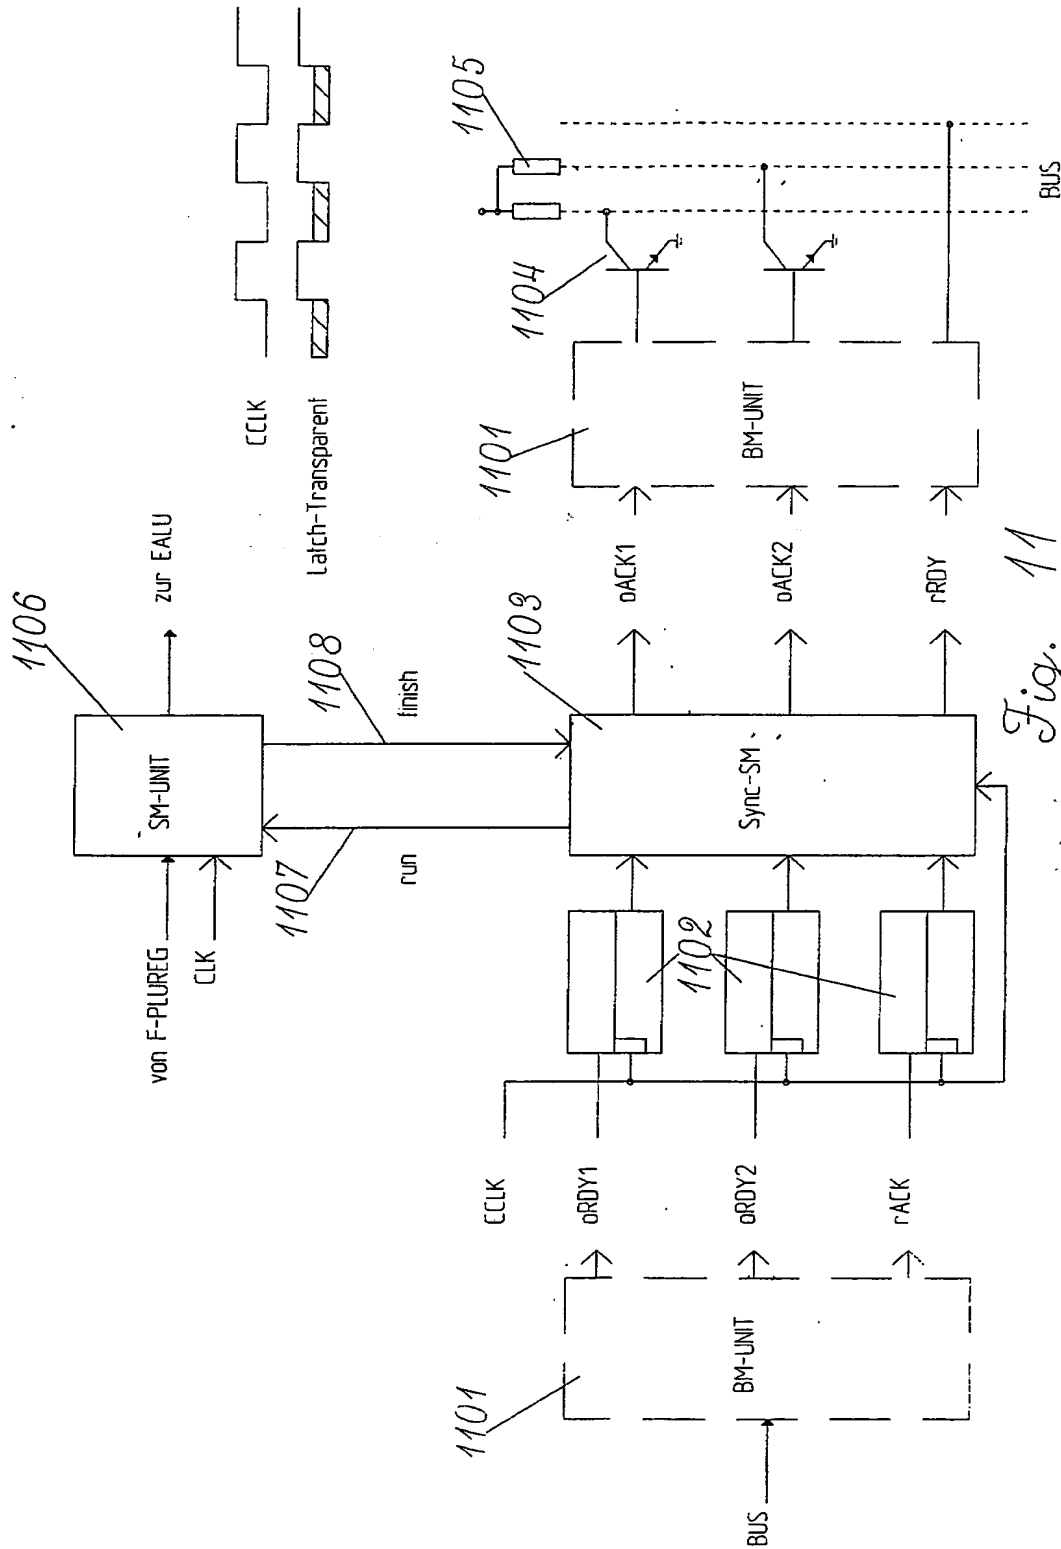 1106
SM-UNIT
von F-PLUREG
CLK
zur EALU
CCLK
Latch-Transparent
1107
run
1108
finish
1101
BUS
BM-UNIT
CCLK
oRDY1
oRDY2
rACK
1102
1103
Sync-SM
oACK1
oACK2
rRDY
1101
BM-UNIT
1104
1105
BUS
Fig. 11